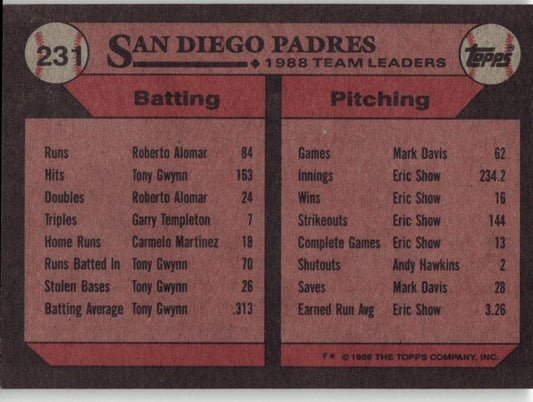 231
SAN DIEGO PADRES
◆ 1988 TEAM LEADERS
Topps®
Batting
Runs Roberto Alomar 84
Hits Tony Gwynn 163
Doubles Roberto Alomar 24
Triples Garry Templeton 7
Home Runs Carmelo Martinez 18
Runs Batted In Tony Gwynn 70
Stolen Bases Tony Gwynn 26
Batting Average Tony Gwynn .313
Pitching
Games Mark Davis 62
Innings Eric Show 234.2
Wins Eric Show 16
Strikeouts Eric Show 144
Complete Games Eric Show 13
Shutouts Andy Hawkins 2
Saves Mark Davis 28
Earned Run Avg Eric Show 3.26
F* © 1989 THE TOPPS COMPANY, INC.